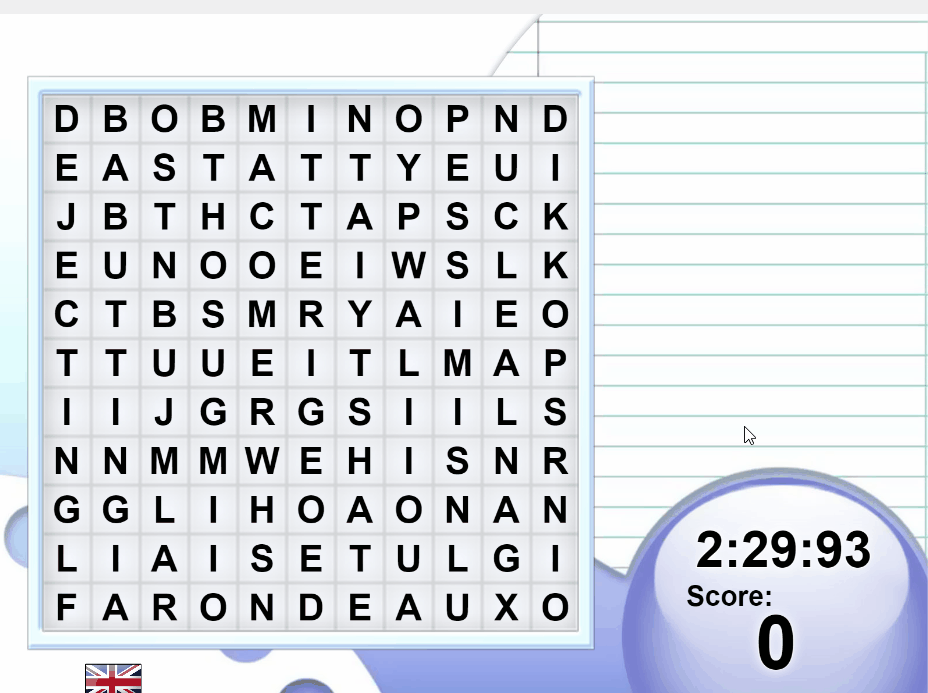 D B O B M I N O P N D
E A S T A T T Y E U I
J B T H C T A P S C K
E U N O O E I W S L K
C T B S M R Y A I E O
T T U U E I T L M A P
I I J G R G S I I L S
N N M M W E H I S N R
G G L I H O A O N A N
L I A I S E T U L G I
F A R O N D E A U X O
2:29:93
Score:
0